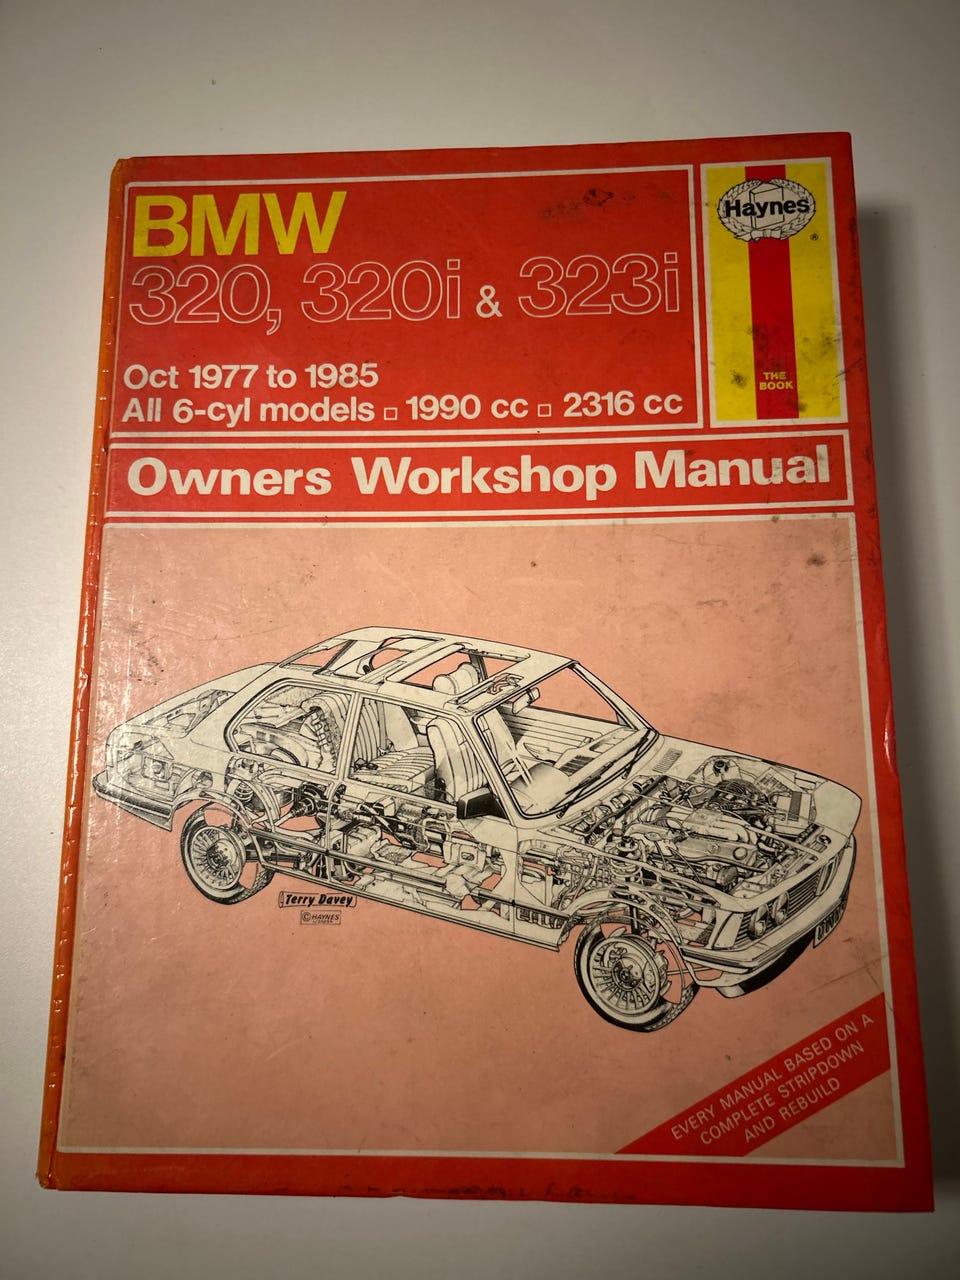 BMW
320, 320i & 323i
Oct 1977 to 1985
All 6-cyl models □ 1990 cc □ 2316 cc
Haynes
®
THE
BOOK
Owners Workshop Manual
Terry Davey
© HAYNES
EVERY MANUAL BASED ON A
COMPLETE STRIPDOWN
AND REBUILD